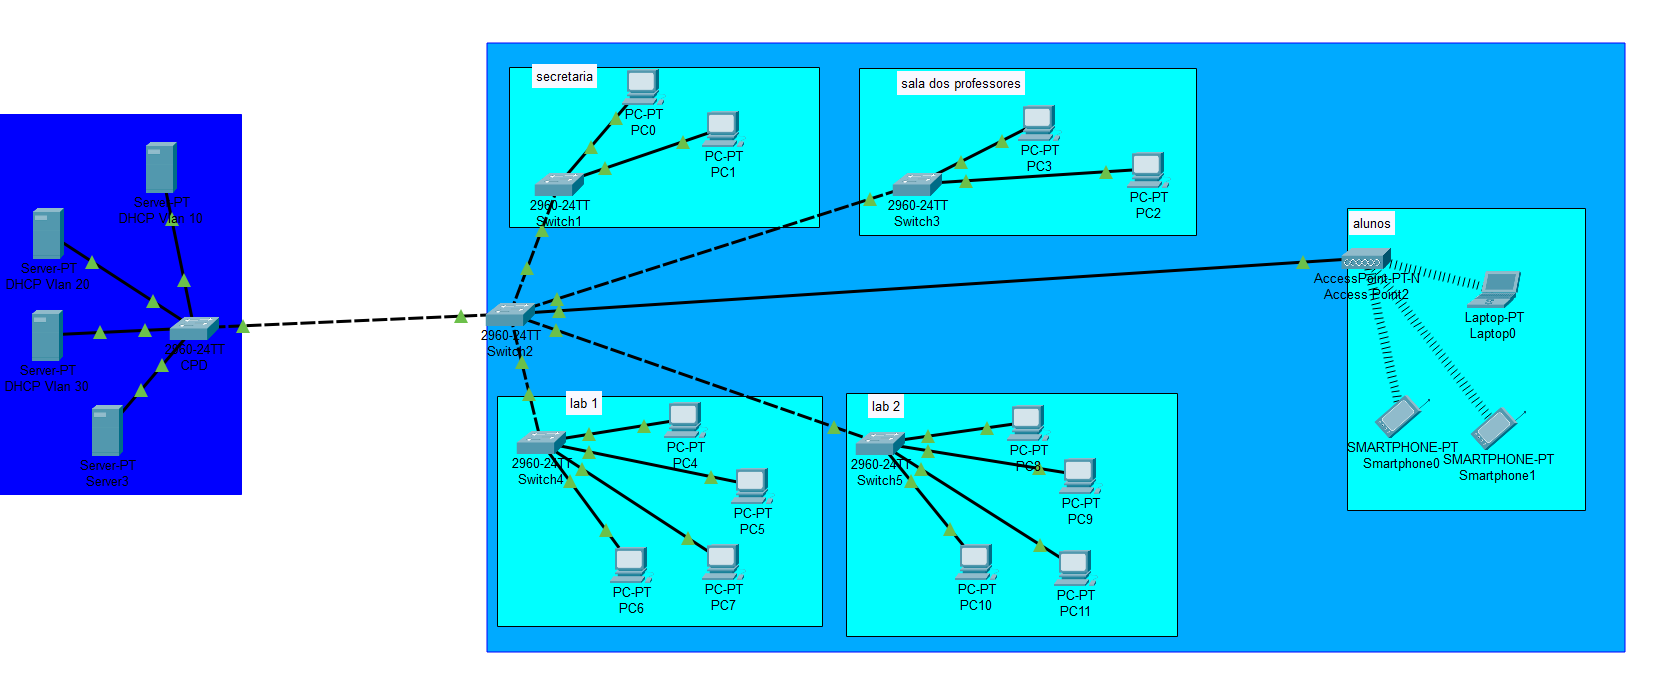 secretaria
PC-PT
PC0
PC-PT
PC1
2960-24TT
Switch1
sala dos professores
PC-PT
PC3
PC-PT
PC2
2960-24TT
Switch3
alunos
AccessPoint-PT-N
Access Point2
Laptop-PT
Laptop0
SMARTPHONE-PT
Smartphone0
SMARTPHONE-PT
Smartphone1
Server-PT
DHCP Vlan 10
Server-PT
DHCP Vlan 20
Server-PT
DHCP Vlan 30
2960-24TT
CPD
Server-PT
Server3
2960-24TT
Switch2
lab 1
2960-24TT
Switch4
PC-PT
PC4
PC-PT
PC5
PC-PT
PC6
PC-PT
PC7
lab 2
2960-24TT
Switch5
PC-PT
PC8
PC-PT
PC9
PC-PT
PC10
PC-PT
PC11